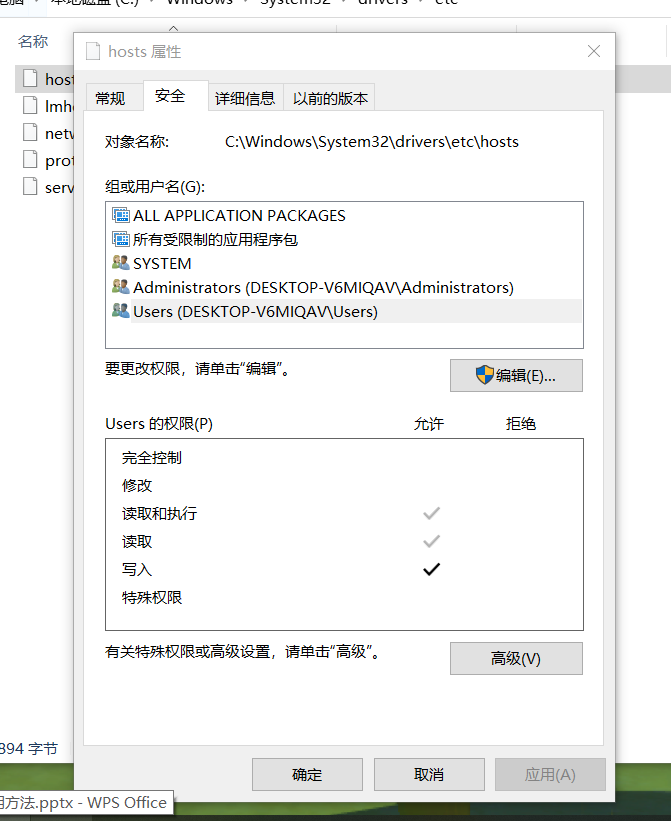 电脑 › 本地磁盘 (C:) › Windows › System32 › drivers › etc
名称
hosts 属性
常规 安全 详细信息 以前的版本
hos
lmh
netw
prot
serv
对象名称: C:\Windows\System32\drivers\etc\hosts
组或用户名(G):
ALL APPLICATION PACKAGES
所有受限制的应用程序包
SYSTEM
Administrators (DESKTOP-V6MIQAV\Administrators)
Users (DESKTOP-V6MIQAV\Users)
要更改权限，请单击“编辑”。
编辑(E)...
Users 的权限(P) 允许 拒绝
完全控制
修改
读取和执行
读取
写入
特殊权限
有关特殊权限或高级设置，请单击“高级”。
高级(V)
894 字节
确定 取消 应用(A)
用方法.pptx - WPS Office